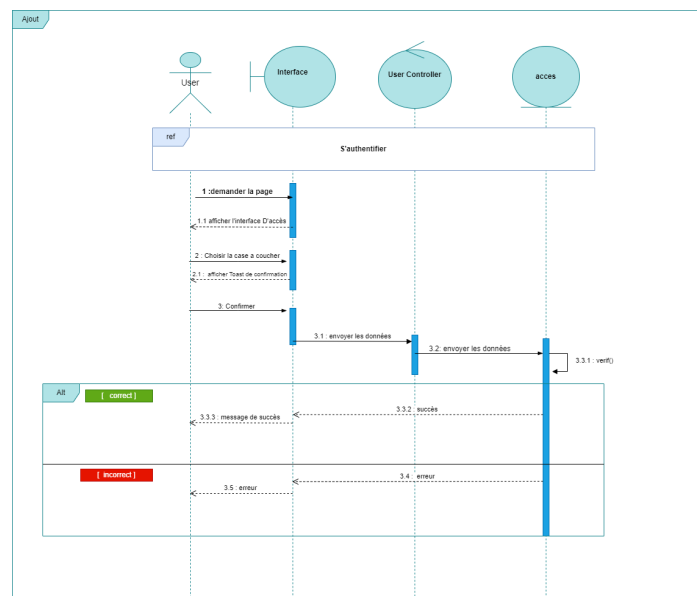 Ajout
User
Interface
User Controller
acces
ref
S'authentifier
1 :demander la page
1.1 afficher l'interface D'accès
2 : Choisir la case a coucher
2.1 : afficher Toast de confirmation
3: Confirmer
3.1 : envoyer les données
3.2: envoyer les données
3.3.1 : verif()
Alt
[ correct ]
3.3.2 : succès
3.3.3 : message de succès
[ incorrect ]
3.4 : erreur
3.5 : erreur